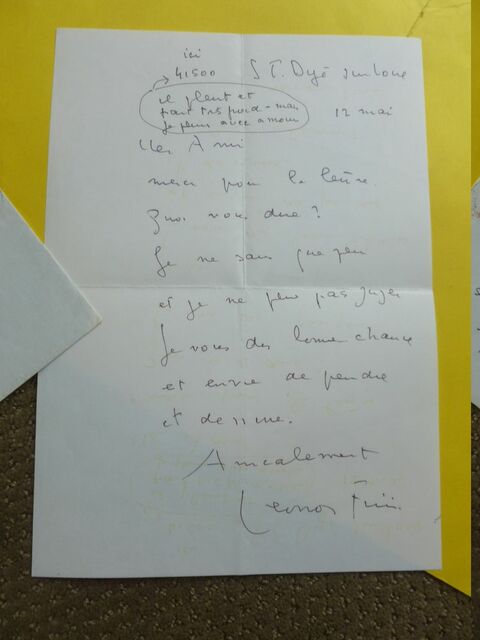 ici
41500 ST. Dyé sur Loire
il pleut et
fait très froid - mais
je peins avec amour
12 mai
Cher Ami
merci pour la lettre.
Quoi vous dire ?
Je ne sais que peu
et je ne peux pas juger
Je vous dis bonne chance
et envie de peindre
et dessiner.
Amicalement
Leonor Fini